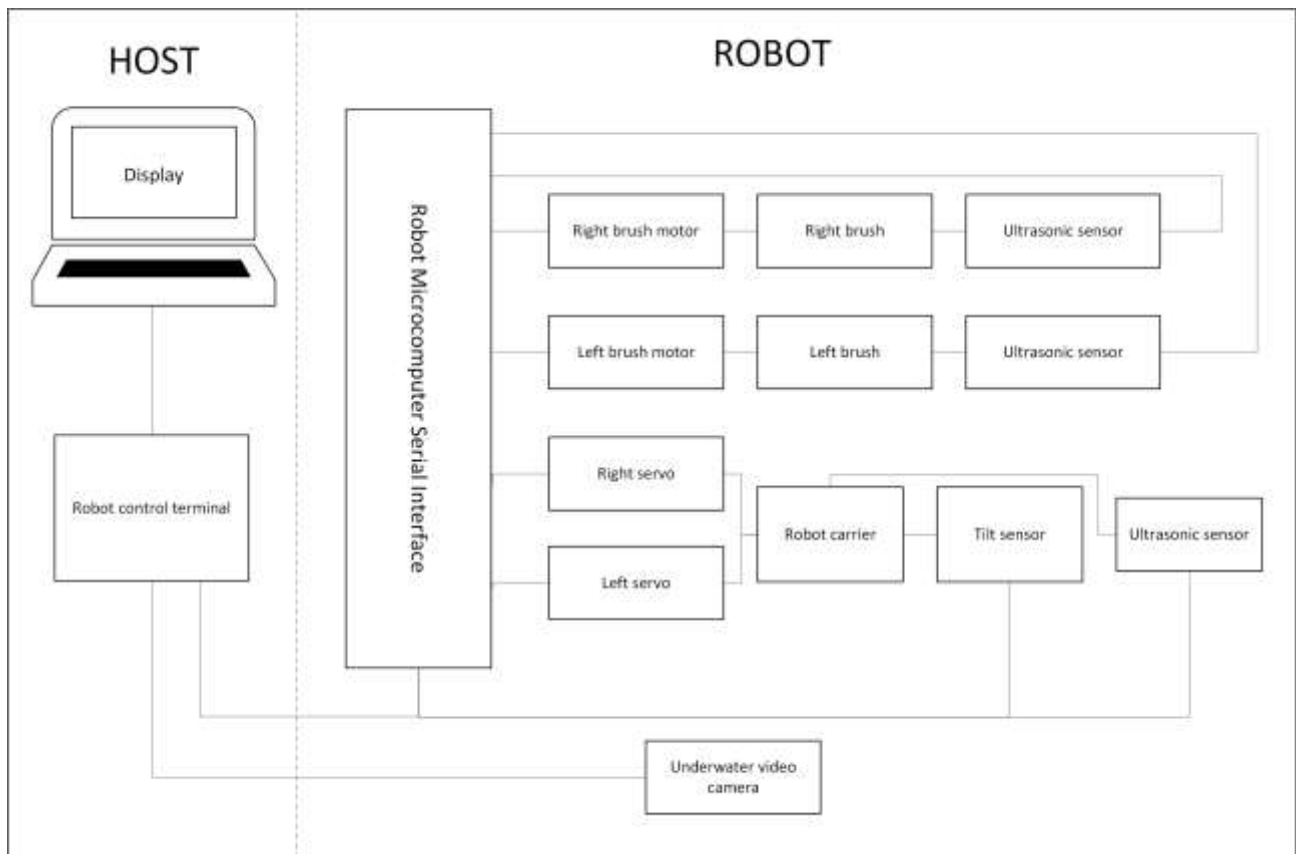 HOST
ROBOT
Display
Robot control terminal
Robot Microcomputer Serial Interface
Right brush motor
Right brush
Ultrasonic sensor
Left brush motor
Left brush
Ultrasonic sensor
Right servo
Left servo
Robot carrier
Tilt sensor
Ultrasonic sensor
Underwater video
camera